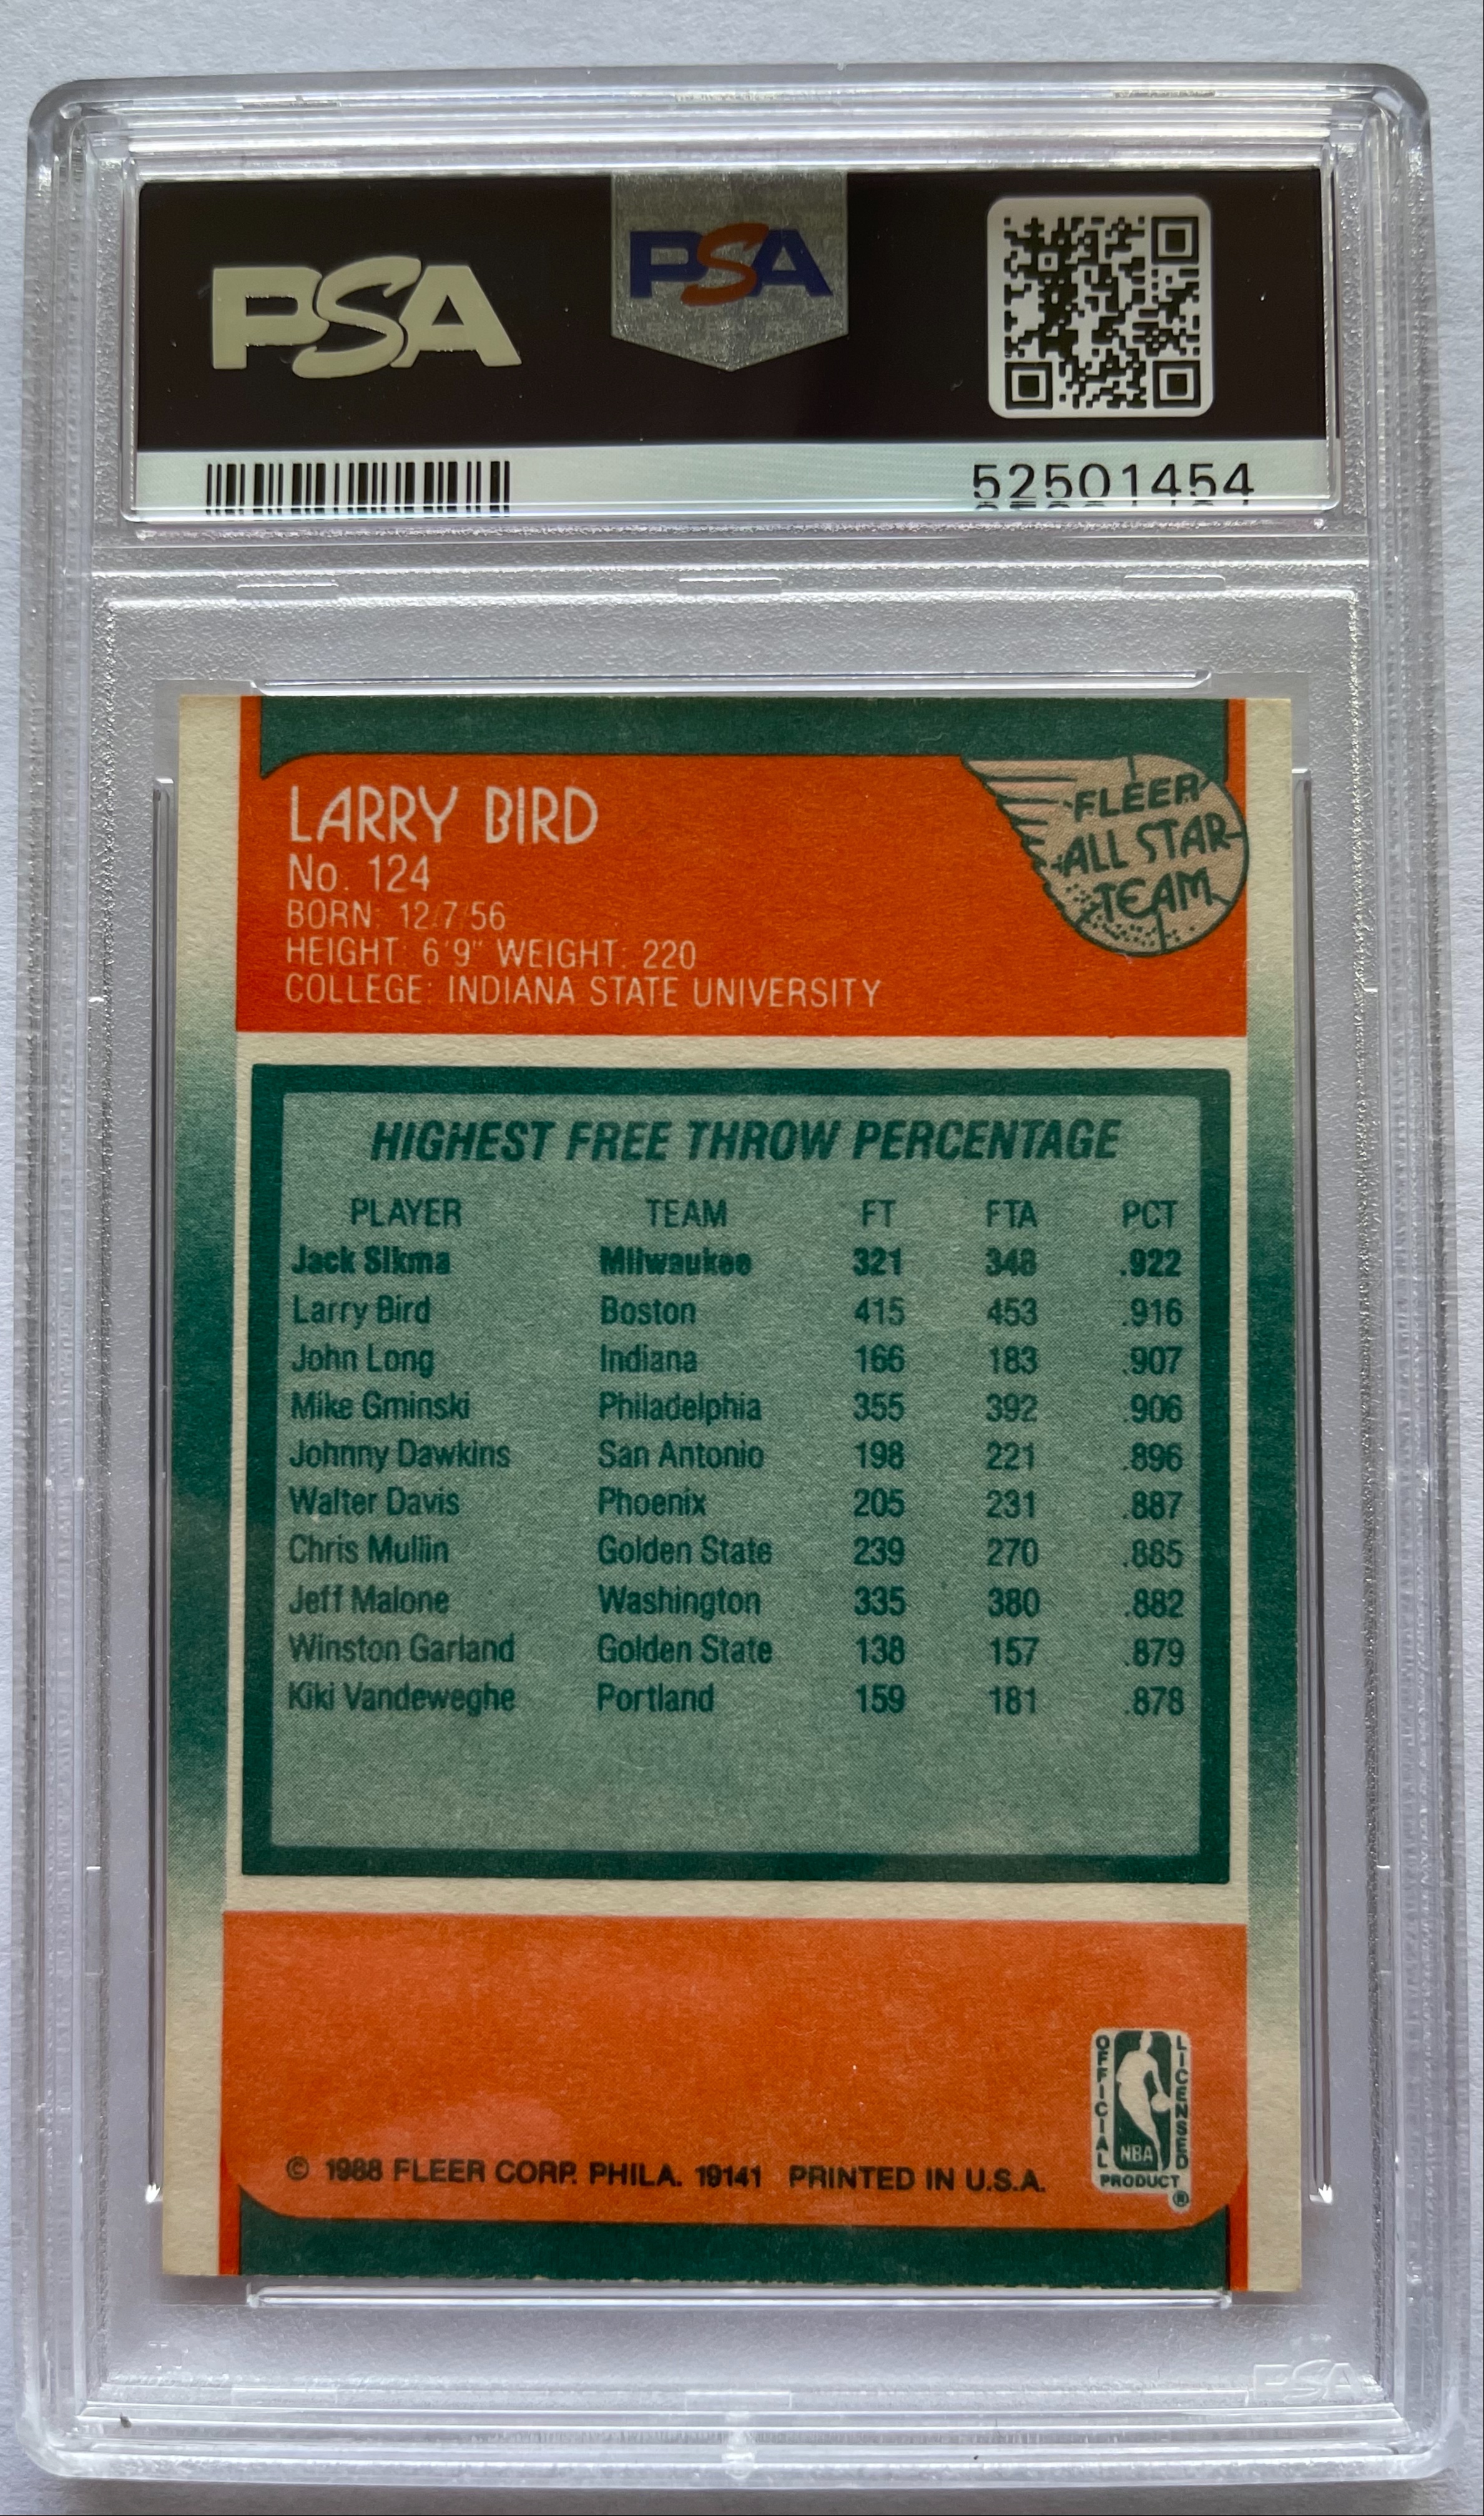 PSA PSA
52501454
LARRY BIRD
No. 124
BORN: 12/7/56
HEIGHT: 6'9" WEIGHT: 220
COLLEGE: INDIANA STATE UNIVERSITY
FLEER
ALL STAR
TEAM
HIGHEST FREE THROW PERCENTAGE
PLAYER TEAM FT FTA PCT
Jack Sikma Milwaukee 321 348 .922
Larry Bird Boston 415 453 .916
John Long Indiana 166 183 .907
Mike Gminski Philadelphia 355 392 .906
Johnny Dawkins San Antonio 198 221 .896
Walter Davis Phoenix 205 231 .887
Chris Mullin Golden State 239 270 .885
Jeff Malone Washington 335 380 .882
Winston Garland Golden State 138 157 .879
Kiki Vandeweghe Portland 159 181 .878
© 1988 FLEER CORP. PHILA. 19141 PRINTED IN U.S.A.
OFFICIAL LICENSED
NBA
PRODUCT
®
PSA